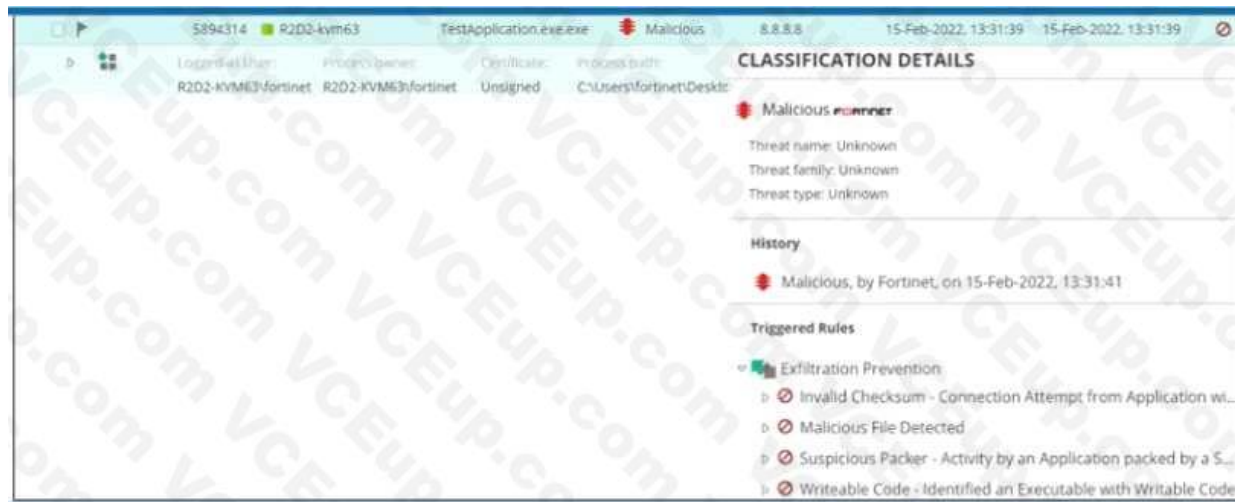 5894314 R2D2-kvm63 TestApplication.exe.exe Malicious 8.8.8.8 15-Feb-2022, 13:31:39 15-Feb-2022, 13:31:39
Logged-in User: Process owner: Certificate: Process path:
R2D2-KVM63\fortinet R2D2-KVM63\fortinet Unsigned C:\Users\fortinet\Deskto
CLASSIFICATION DETAILS
Malicious FORTINET
Threat name: Unknown
Threat family: Unknown
Threat type: Unknown
History
Malicious, by Fortinet, on 15-Feb-2022, 13:31:41
Triggered Rules
Exfiltration Prevention
Invalid Checksum - Connection Attempt from Application wi...
Malicious File Detected
Suspicious Packer - Activity by an Application packed by a S...
Writeable Code - Identified an Executable with Writable Code
VCEup.com